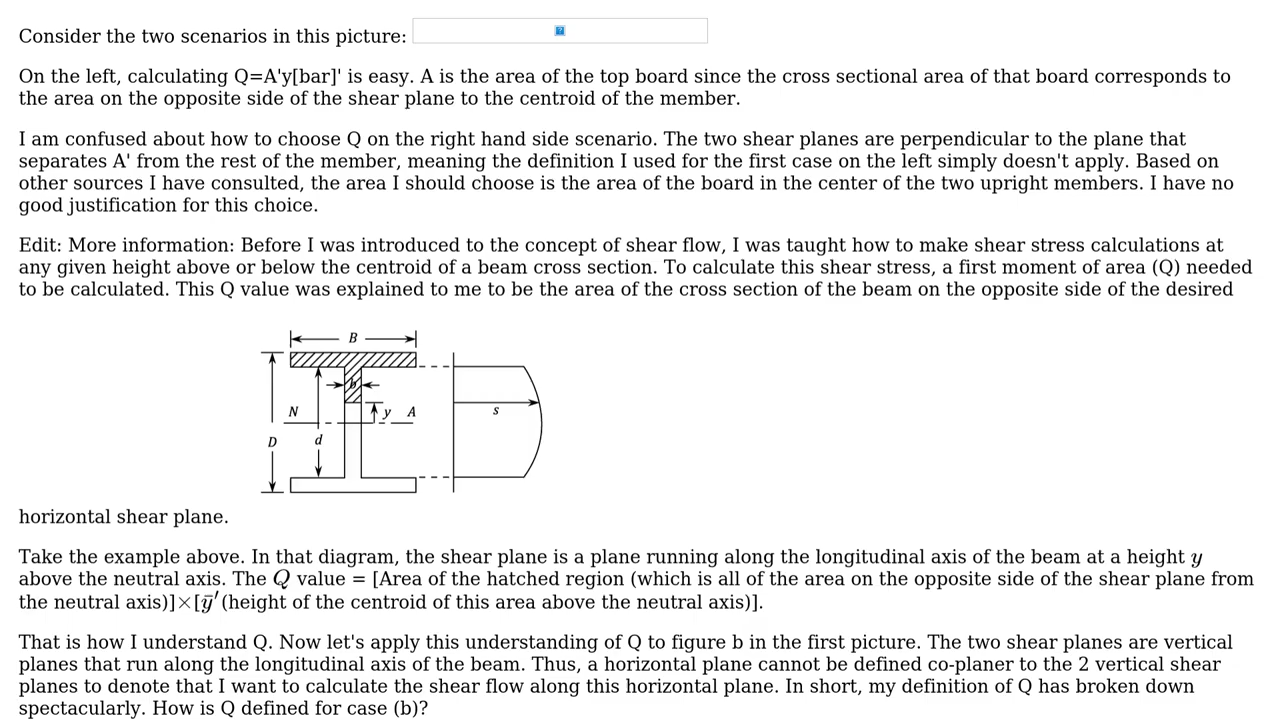 Consider the two scenarios in this picture:
On the left, calculating Q=A'y[bar]' is easy. A is the area of the top board since the cross sectional area of that board corresponds to
the area on the opposite side of the shear plane to the centroid of the member.
I am confused about how to choose Q on the right hand side scenario. The two shear planes are perpendicular to the plane that
separates A' from the rest of the member, meaning the definition I used for the first case on the left simply doesn't apply. Based on
other sources I have consulted, the area I should choose is the area of the board in the center of the two upright members. I have no
good justification for this choice.
Edit: More information: Before I was introduced to the concept of shear flow, I was taught how to make shear stress calculations at
any given height above or below the centroid of a beam cross section. To calculate this shear stress, a first moment of area (Q) needed
to be calculated. This Q value was explained to me to be the area of the cross section of the beam on the opposite side of the desired
B
b
N
y
A
s
D
d
horizontal shear plane.
Take the example above. In that diagram, the shear plane is a plane running along the longitudinal axis of the beam at a height y
above the neutral axis. The Q value = [Area of the hatched region (which is all of the area on the opposite side of the shear plane from
the neutral axis)]×[ȳ′(height of the centroid of this area above the neutral axis)].
That is how I understand Q. Now let's apply this understanding of Q to figure b in the first picture. The two shear planes are vertical
planes that run along the longitudinal axis of the beam. Thus, a horizontal plane cannot be defined co-planer to the 2 vertical shear
planes to denote that I want to calculate the shear flow along this horizontal plane. In short, my definition of Q has broken down
spectacularly. How is Q defined for case (b)?